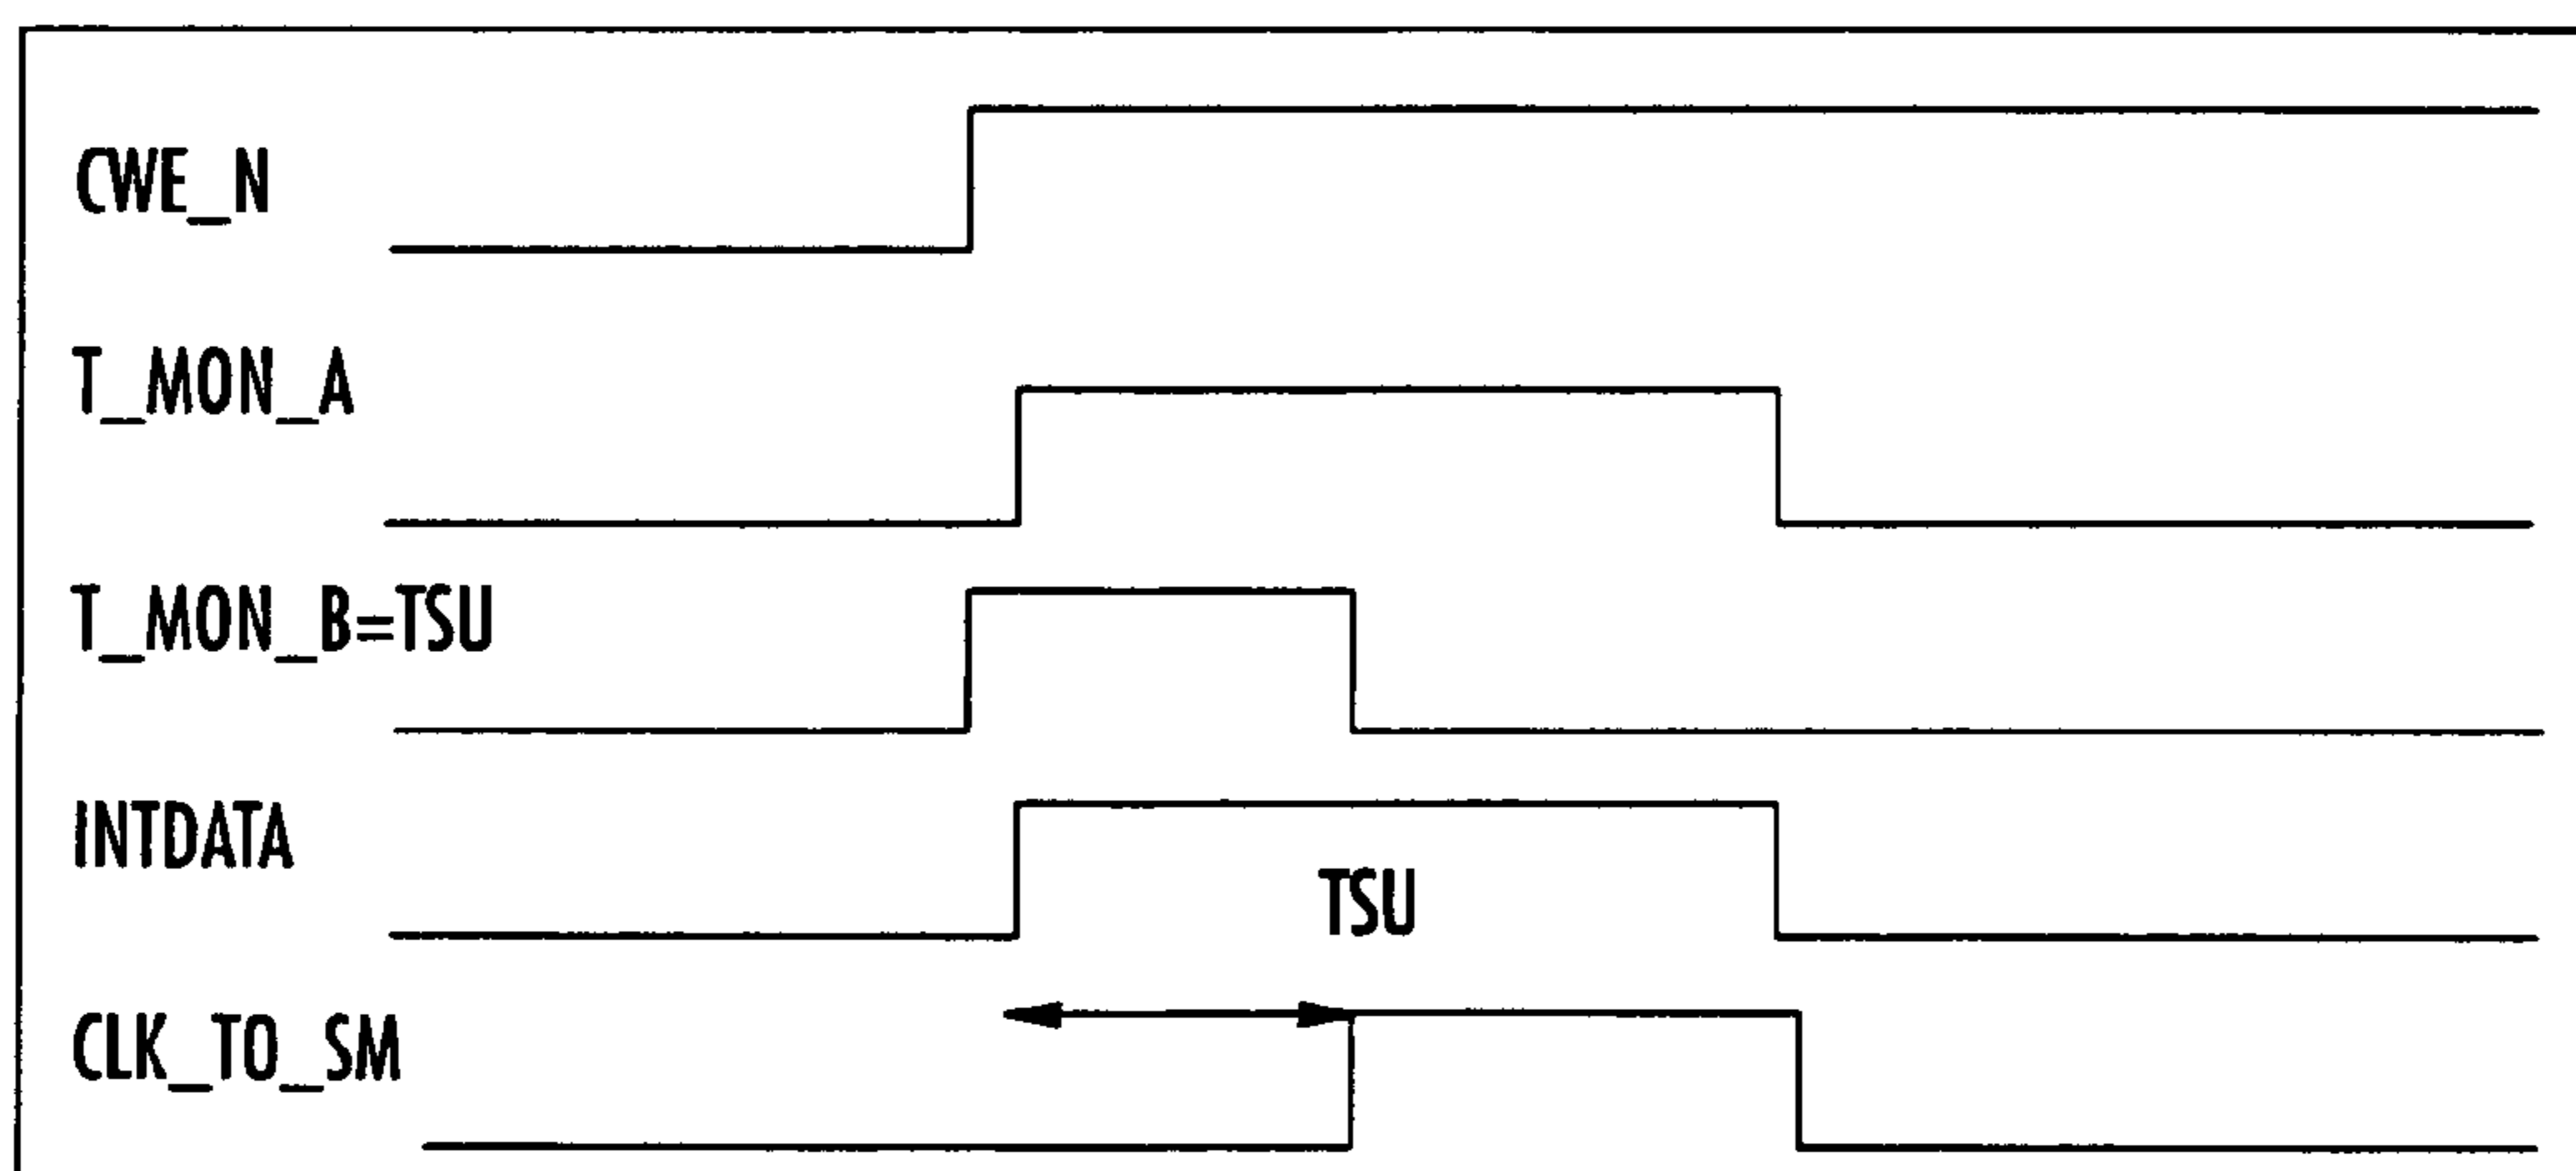 CWE_N
T_MON_A
T_MON_B=TSU
INTDATA
TSU
CLK_TO_SM